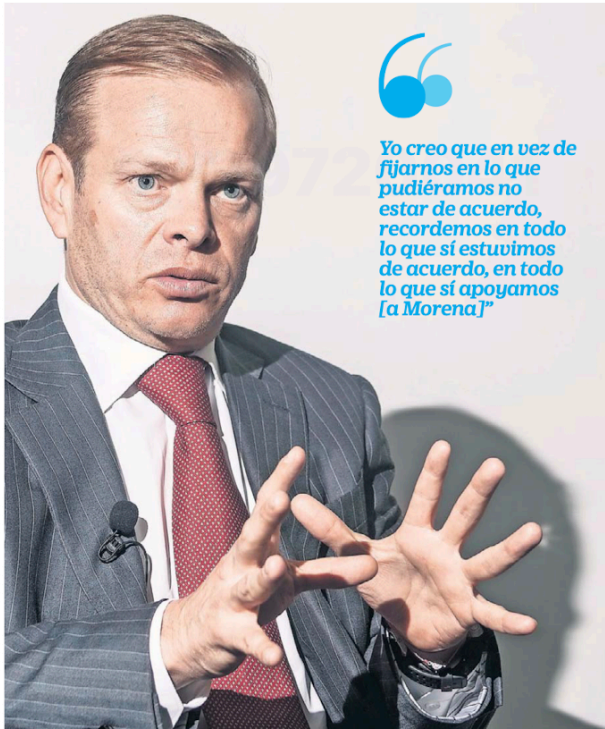 Yo creo que en vez de
fijarnos en lo que
pudiéramos no
estar de acuerdo,
recordemos en todo
lo que sí estuvimos
de acuerdo, en todo
lo que sí apoyamos
[a Morena]”